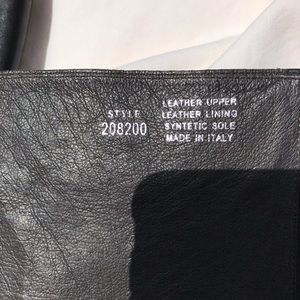 STYLE
208200
LEATHER UPPER
LEATHER LINING
SYNTETIC SOLE
MADE IN ITALY